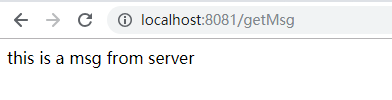 localhost:8081/getMsg
this is a msg from server